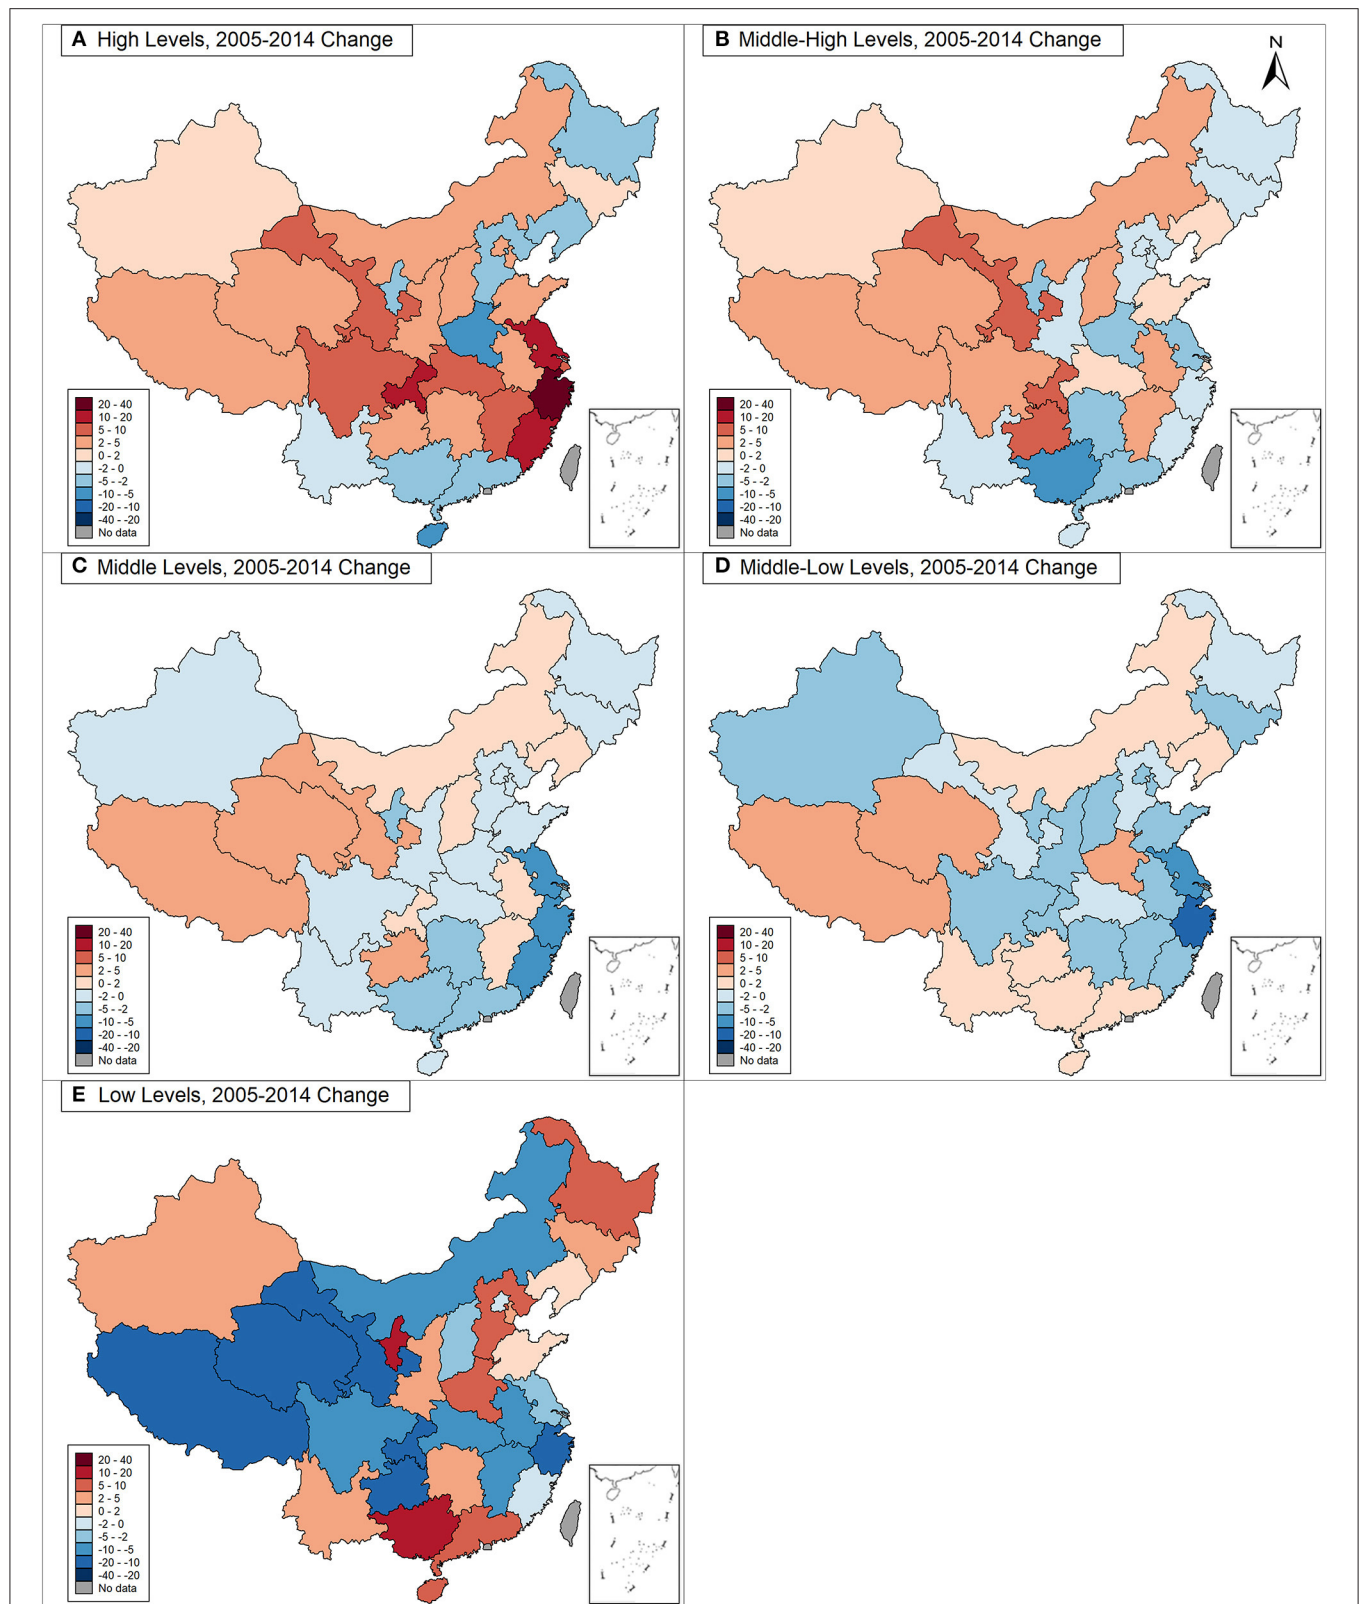 A High Levels, 2005-2014 Change
20 - 40
10 - 20
5 - 10
2 - 5
0 - 2
-2 - 0
-5 - -2
-10 - -5
-20 - -10
-40 - -20
No data
B Middle-High Levels, 2005-2014 Change
N
20 - 40
10 - 20
5 - 10
2 - 5
0 - 2
-2 - 0
-5 - -2
-10 - -5
-20 - -10
-40 - -20
No data
C Middle Levels, 2005-2014 Change
20 - 40
10 - 20
5 - 10
2 - 5
0 - 2
-2 - 0
-5 - -2
-10 - -5
-20 - -10
-40 - -20
No data
D Middle-Low Levels, 2005-2014 Change
20 - 40
10 - 20
5 - 10
2 - 5
0 - 2
-2 - 0
-5 - -2
-10 - -5
-20 - -10
-40 - -20
No data
E Low Levels, 2005-2014 Change
20 - 40
10 - 20
5 - 10
2 - 5
0 - 2
-2 - 0
-5 - -2
-10 - -5
-20 - -10
-40 - -20
No data